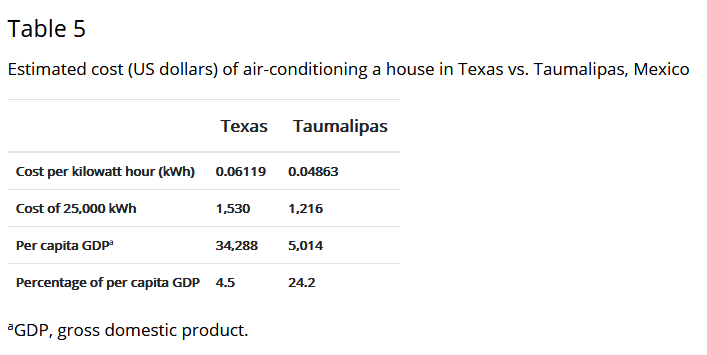 Table 5
Estimated cost (US dollars) of air-conditioning a house in Texas vs. Taumalipas, Mexico
Texas Taumalipas
Cost per kilowatt hour (kWh) 0.06119 0.04863
Cost of 25,000 kWh 1,530 1,216
Per capita GDPª 34,288 5,014
Percentage of per capita GDP 4.5 24.2
ªGDP, gross domestic product.